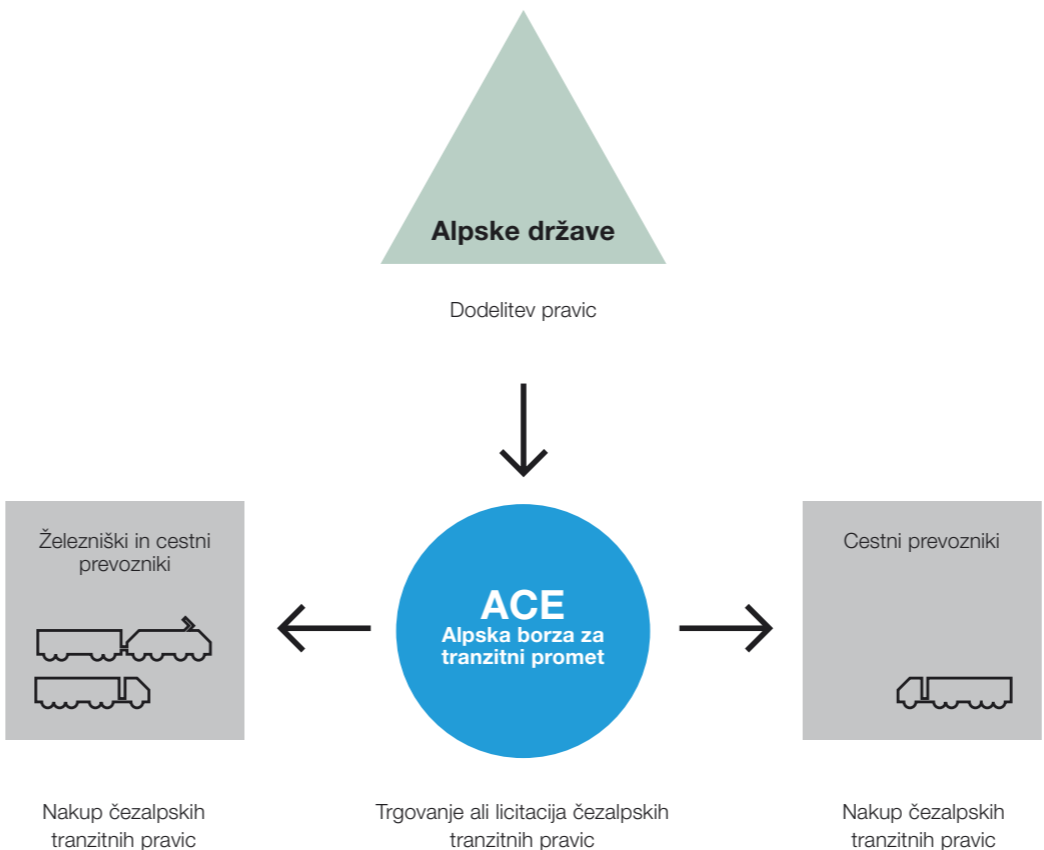 Alpske države
Dodelitev pravic
Železniški in cestni
prevozniki
ACE
Alpska borza za
tranzitni promet
Cestni prevozniki
Nakup čezalpskih
tranzitnih pravic
Trgovanje ali licitacija čezalpskih
tranzitnih pravic
Nakup čezalpskih
tranzitnih pravic